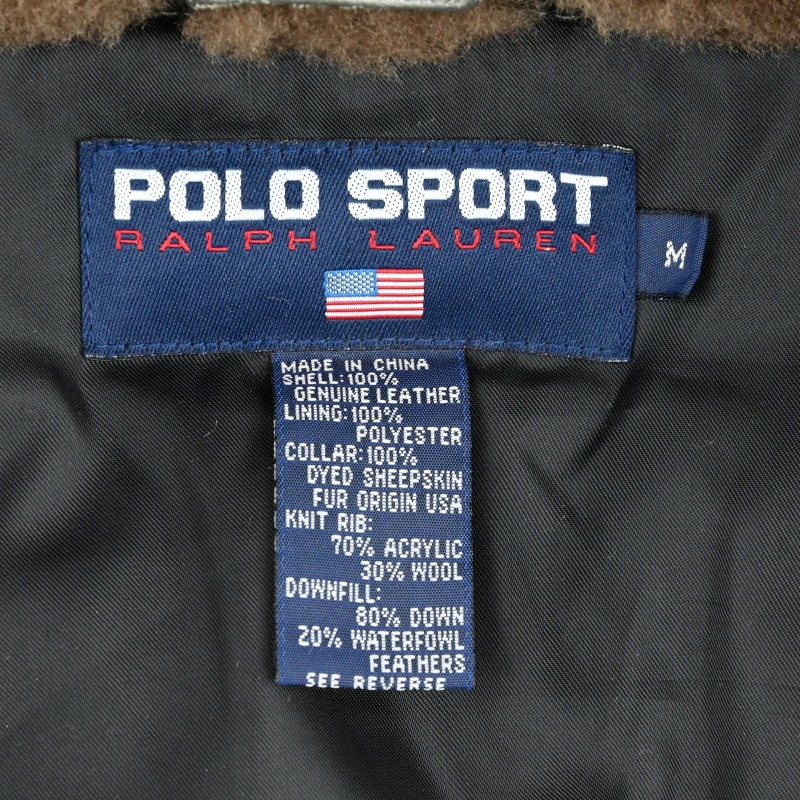 POLO SPORT
RALPH LAUREN
M
MADE IN CHINA
SHELL:100%
GENUINE LEATHER
LINING:100%
POLYESTER
COLLAR:100%
DYED SHEEPSKIN
FUR ORIGIN USA
KNIT RIB:
70% ACRYLIC
30% WOOL
DOWNFILL:
80% DOWN
20% WATERFOWL
FEATHERS
SEE REVERSE